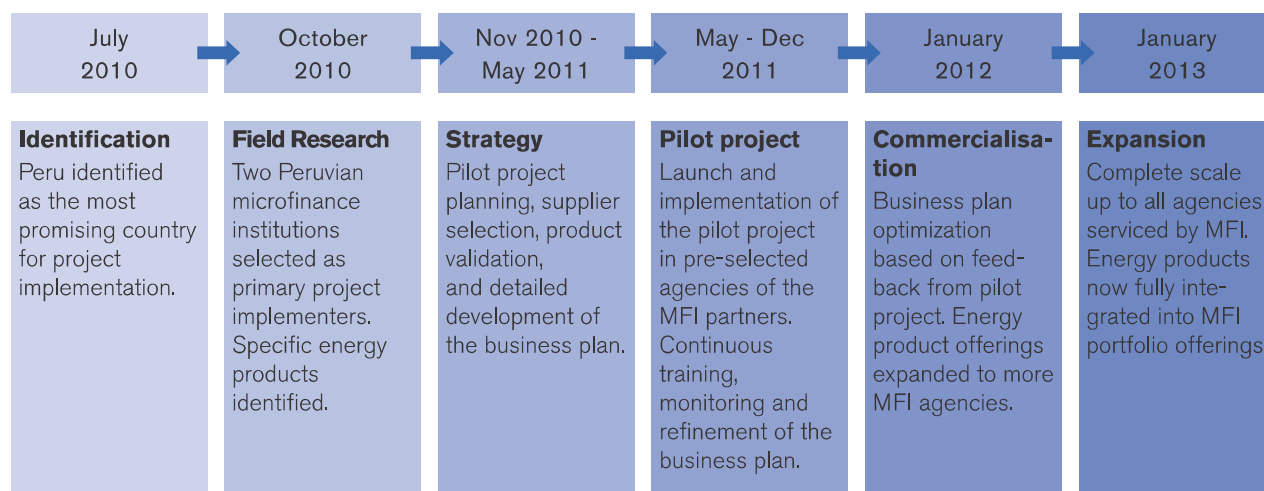 July
2010
October
2010
Nov 2010 -
May 2011
May - Dec
2011
January
2012
January
2013
Identification
Peru identified
as the most
promising country
for project
implementation.
Field Research
Two Peruvian
microfinance
institutions
selected as
primary project
implementers.
Specific energy
products
identified.
Strategy
Pilot project
planning, supplier
selection, product
validation,
and detailed
development of
the business plan.
Pilot project
Launch and
implementation of
the pilot project
in pre-selected
agencies of the
MFI partners.
Continuous
training,
monitoring and
refinement of the
business plan.
Commercialisa-
tion
Business plan
optimization
based on feed-
back from pilot
project. Energy
product offerings
expanded to more
MFI agencies.
Expansion
Complete scale
up to all agencies
serviced by MFI.
Energy products
now fully inte-
grated into MFI
portfolio offerings